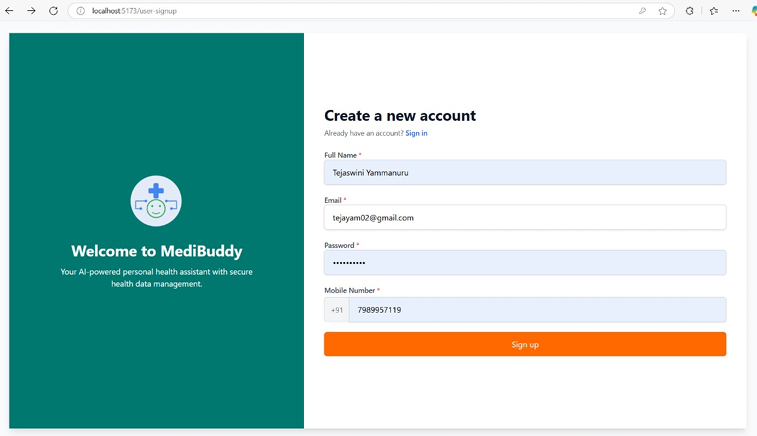 localhost:5173/user-signup
Create a new account
Already have an account? Sign in
Full Name *
Tejaswini Yammanuru
Email *
tejayam02@gmail.com
Password *
••••••••••
Mobile Number *
+91 7989957119
Sign up
Welcome to MediBuddy
Your AI-powered personal health assistant with secure
health data management.